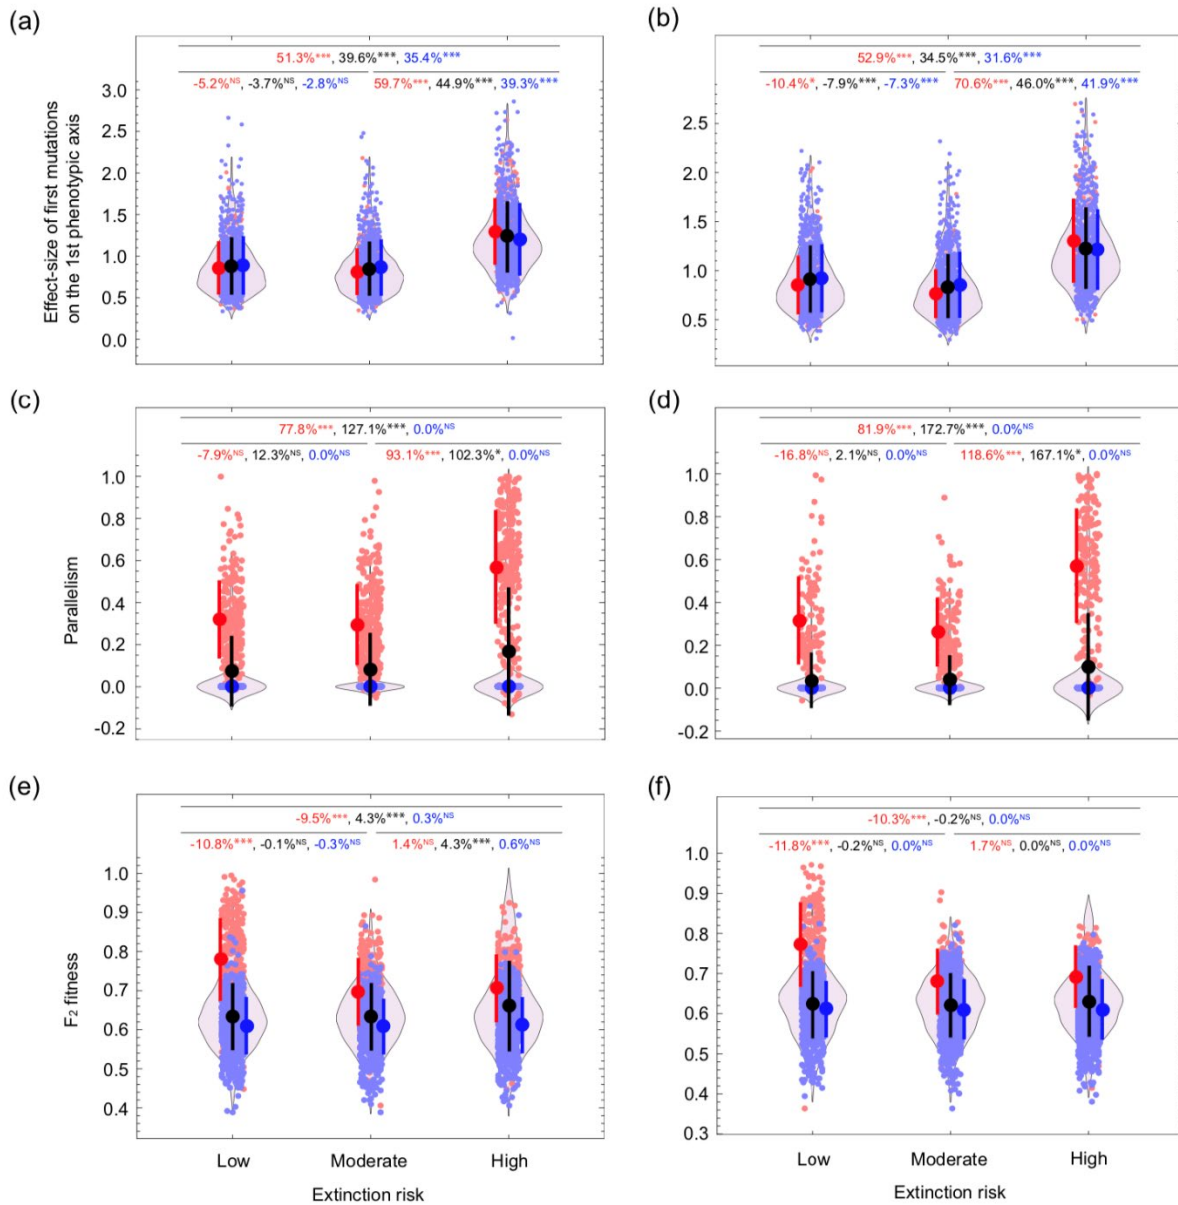 (a)
51.3%***, 39.6%***, 35.4%***
-5.2%NS, -3.7%NS, -2.8%NS 59.7%***, 44.9%***, 39.3%***
Effect-size of first mutations
on the 1st phenotypic axis
3.0
2.5
2.0
1.5
1.0
0.5
0.0
(b)
52.9%***, 34.5%***, 31.6%***
-10.4%*, -7.9%***, -7.3%*** 70.6%***, 46.0%***, 41.9%***
2.5
2.0
1.5
1.0
0.5
(c)
77.8%***, 127.1%***, 0.0%NS
-7.9%NS, 12.3%NS, 0.0%NS 93.1%***, 102.3%*, 0.0%NS
Parallelism
1.0
0.8
0.6
0.4
0.2
0.0
-0.2
(d)
81.9%***, 172.7%***, 0.0%NS
-16.8%NS, 2.1%NS, 0.0%NS 118.6%***, 167.1%*, 0.0%NS
1.0
0.8
0.6
0.4
0.2
0.0
-0.2
(e)
-9.5%***, 4.3%***, 0.3%NS
-10.8%***, -0.1%NS, -0.3%NS 1.4%NS, 4.3%***, 0.6%NS
F2 fitness
1.0
0.9
0.8
0.7
0.6
0.5
0.4
Low Moderate High
Extinction risk
(f)
-10.3%***, -0.2%NS, 0.0%NS
-11.8%***, -0.2%NS, 0.0%NS 1.7%NS, 0.0%NS, 0.0%NS
1.0
0.9
0.8
0.7
0.6
0.5
0.4
0.3
Low Moderate High
Extinction risk